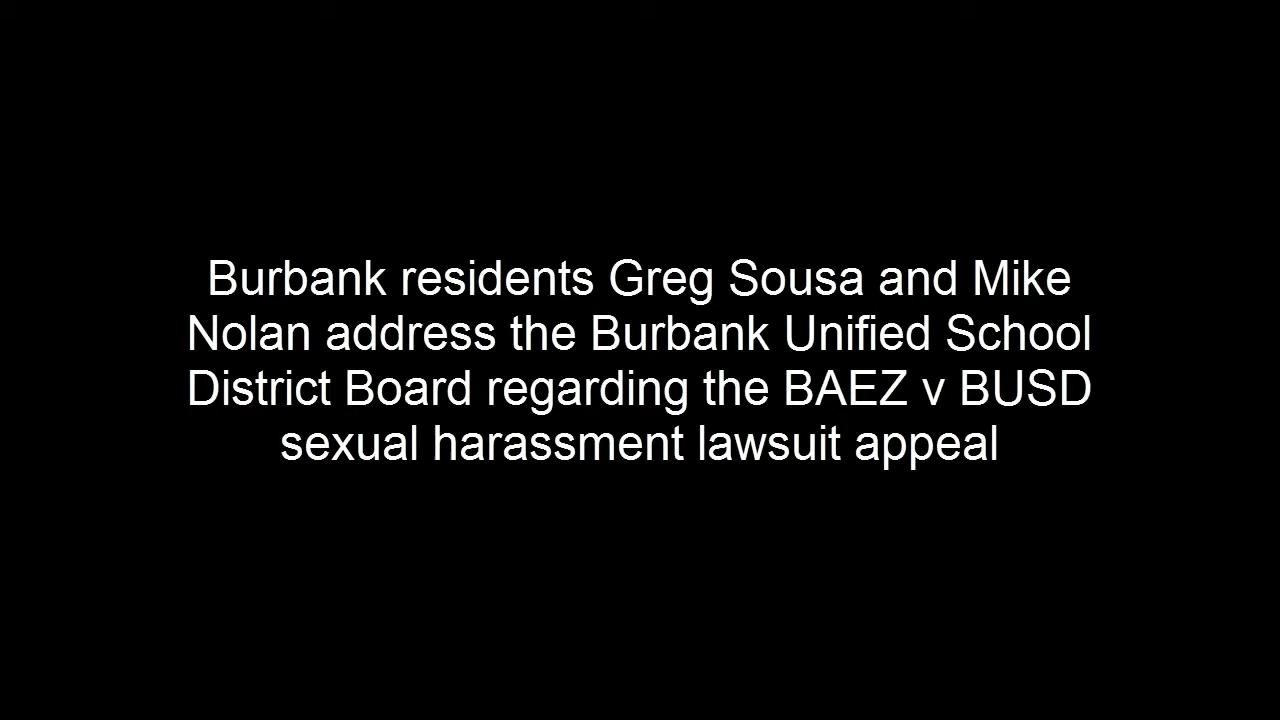 Burbank residents Greg Sousa and Mike
Nolan address the Burbank Unified School
District Board regarding the BAEZ v BUSD
sexual harassment lawsuit appeal